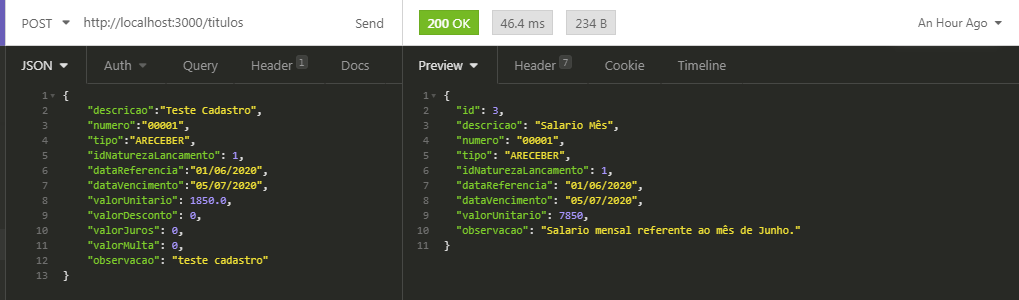 POST http://localhost:3000/titulos Send 200 OK 46.4 ms 234 B An Hour Ago
JSON Auth Query Header 1 Docs Preview Header 7 Cookie Timeline
1 {
2 "descricao":"Teste Cadastro",
3 "numero":"00001",
4 "tipo":"ARECEBER",
5 "idNaturezaLancamento": 1,
6 "dataReferencia":"01/06/2020",
7 "dataVencimento":"05/07/2020",
8 "valorUnitario": 1850.0,
9 "valorDesconto": 0,
10 "valorJuros": 0,
11 "valorMulta": 0,
12 "observacao": "teste cadastro"
13 }
1 {
2 "id": 3,
3 "descricao": "Salario Mês",
4 "numero": "00001",
5 "tipo": "ARECEBER",
6 "idNaturezaLancamento": 1,
7 "dataReferencia": "01/06/2020",
8 "dataVencimento": "05/07/2020",
9 "valorUnitario": 7850,
10 "observacao": "Salario mensal referente ao mês de Junho."
11 }